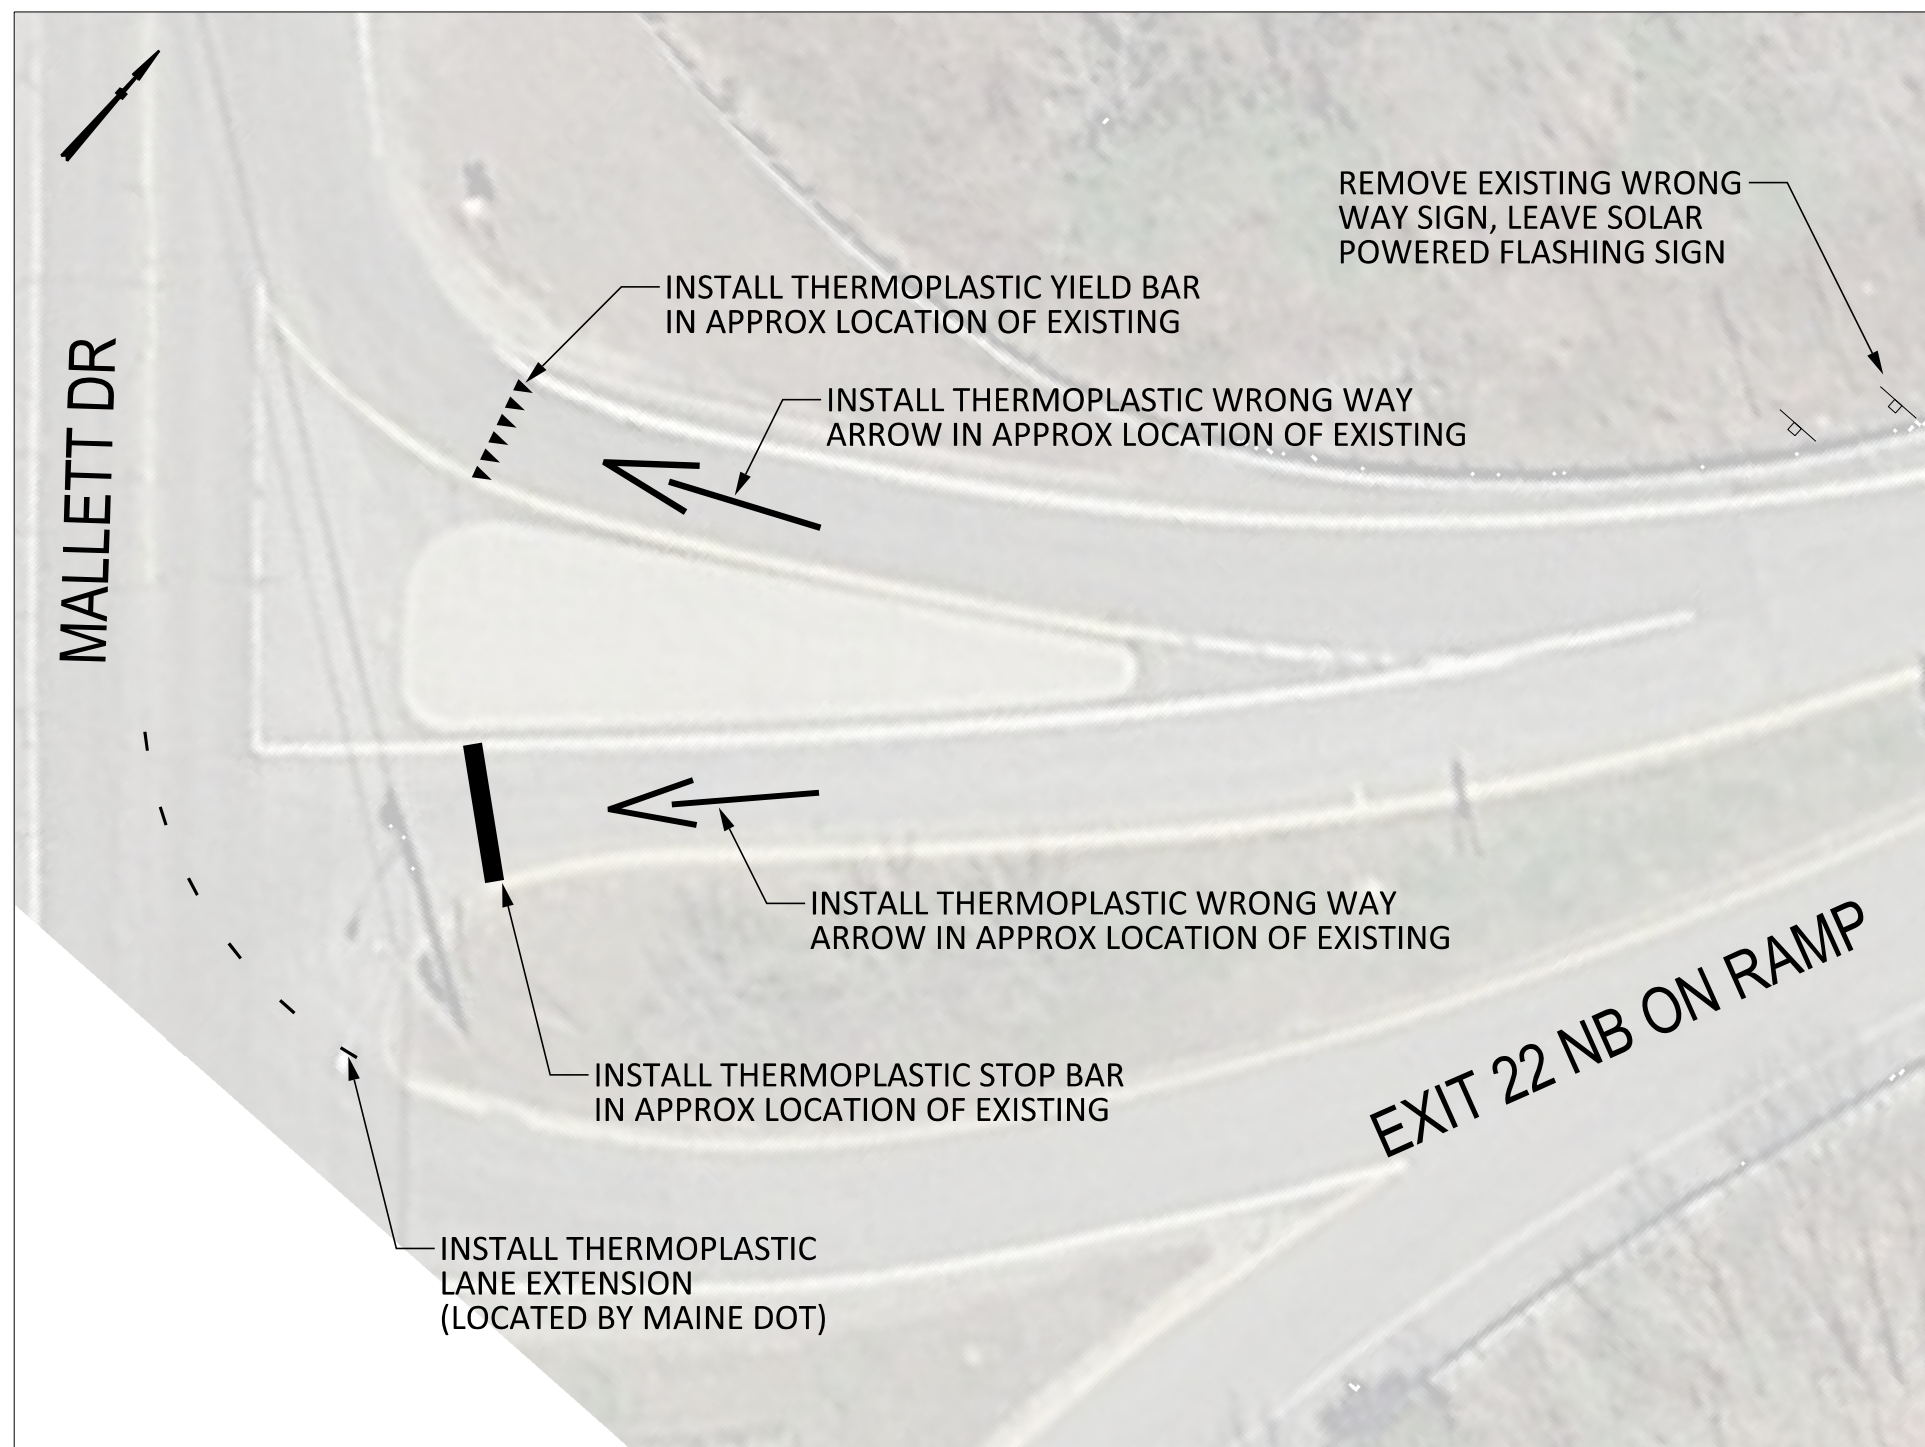 REMOVE EXISTING WRONG
WAY SIGN, LEAVE SOLAR
POWERED FLASHING SIGN
INSTALL THERMOPLASTIC YIELD BAR
IN APPROX LOCATION OF EXISTING
MALLETT DR
INSTALL THERMOPLASTIC WRONG WAY
ARROW IN APPROX LOCATION OF EXISTING
INSTALL THERMOPLASTIC WRONG WAY
ARROW IN APPROX LOCATION OF EXISTING
EXIT 22 NB ON RAMP
INSTALL THERMOPLASTIC STOP BAR
IN APPROX LOCATION OF EXISTING
INSTALL THERMOPLASTIC
LANE EXTENSION
(LOCATED BY MAINE DOT)